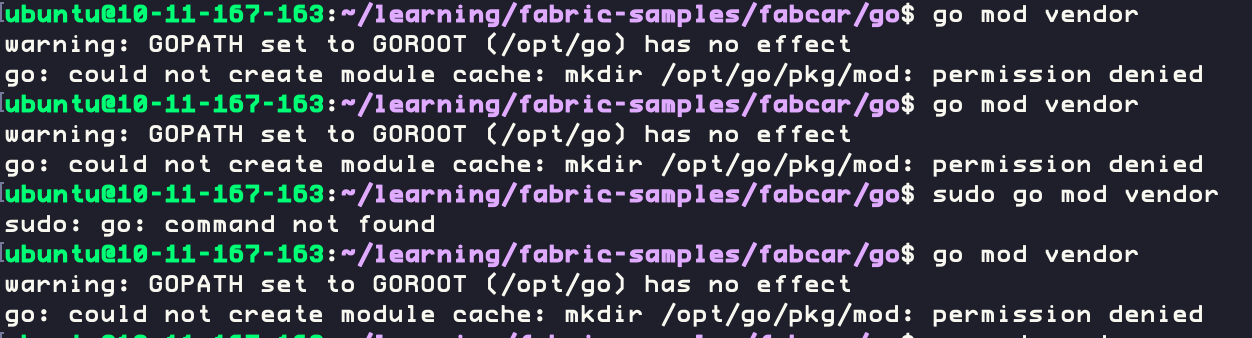 ubuntu@10-11-167-163:~/learning/fabric-samples/fabcar/go$ go mod vendor
warning: GOPATH set to GOROOT (/opt/go) has no effect
go: could not create module cache: mkdir /opt/go/pkg/mod: permission denied
ubuntu@10-11-167-163:~/learning/fabric-samples/fabcar/go$ go mod vendor
warning: GOPATH set to GOROOT (/opt/go) has no effect
go: could not create module cache: mkdir /opt/go/pkg/mod: permission denied
ubuntu@10-11-167-163:~/learning/fabric-samples/fabcar/go$ sudo go mod vendor
sudo: go: command not found
ubuntu@10-11-167-163:~/learning/fabric-samples/fabcar/go$ go mod vendor
warning: GOPATH set to GOROOT (/opt/go) has no effect
go: could not create module cache: mkdir /opt/go/pkg/mod: permission denied